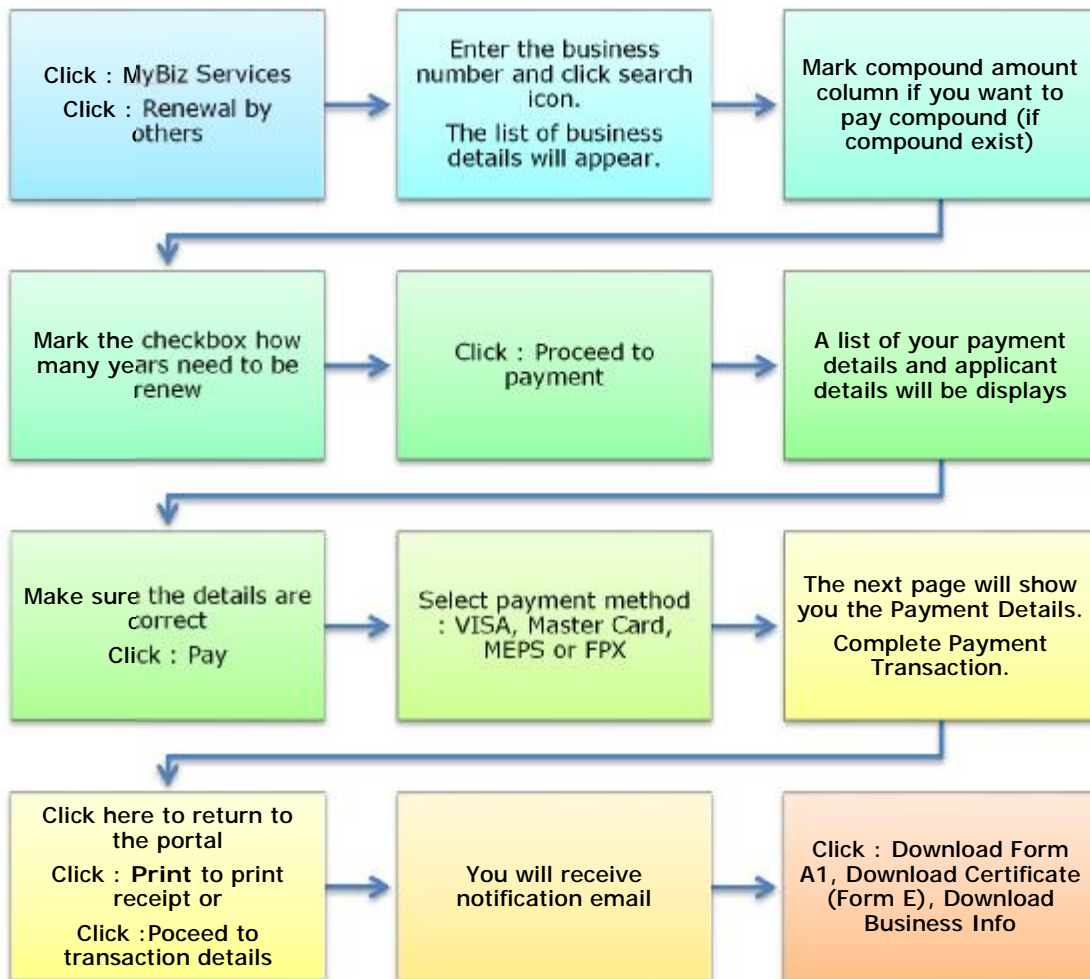 Click : MyBiz Services
Click : Renewal by
others
Enter the business
number and click search
icon.
The list of business
details will appear.
Mark compound amount
column if you want to
pay compound (if
compound exist)
Mark the checkbox how
many years need to be
renew
Click : Proceed to
payment
A list of your payment
details and applicant
details will be displays
Make sure the details are
correct
Click : Pay
Select payment method
: VISA, Master Card,
MEPS or FPX
The next page will show
you the Payment Details.
Complete Payment
Transaction.
Click here to return to
the portal
Click : Print to print
receipt or
Click :Poceed to
transaction details
You will receive
notification email
Click : Download Form
A1, Download Certificate
(Form E), Download
Business Info